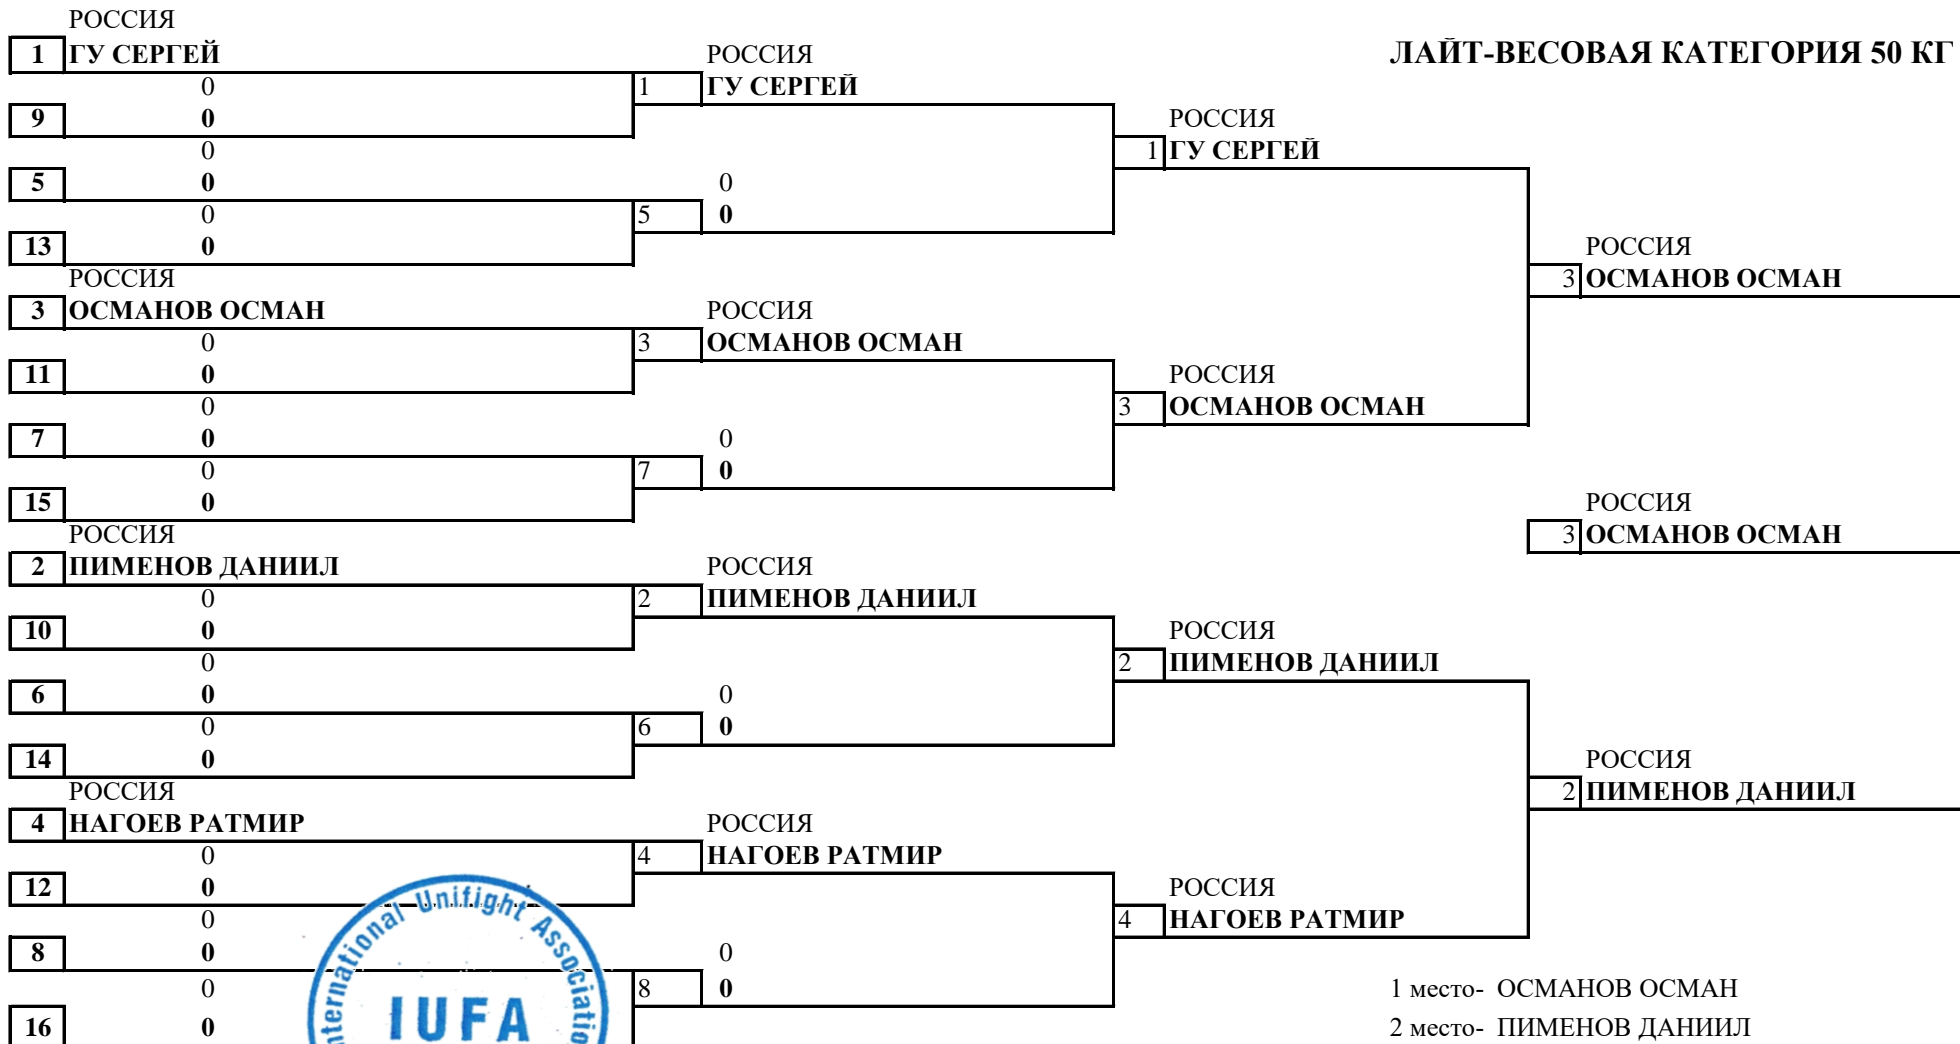 РОССИЯ
1 ГУ СЕРГЕЙ
РОССИЯ
ЛАЙТ-ВЕСОВАЯ КАТЕГОРИЯ 50 КГ
0
1 ГУ СЕРГЕЙ
9 0
РОССИЯ
0
1 ГУ СЕРГЕЙ
5 0
0
0
5 0
13 0
РОССИЯ
РОССИЯ
3 ОСМАНОВ ОСМАН
3 ОСМАНОВ ОСМАН
РОССИЯ
0
3 ОСМАНОВ ОСМАН
11 0
РОССИЯ
0
3 ОСМАНОВ ОСМАН
7 0
0
0
7 0
15 0
РОССИЯ
РОССИЯ
3 ОСМАНОВ ОСМАН
2 ПИМЕНОВ ДАНИИЛ
РОССИЯ
0
2 ПИМЕНОВ ДАНИИЛ
10 0
РОССИЯ
0
2 ПИМЕНОВ ДАНИИЛ
6 0
0
0
6 0
14 0
РОССИЯ
РОССИЯ
2 ПИМЕНОВ ДАНИИЛ
4 НАГОЕВ РАТМИР
РОССИЯ
0
4 НАГОЕВ РАТМИР
12 0
РОССИЯ
0
4 НАГОЕВ РАТМИР
8 0
0
0
8 0
1 место- ОСМАНОВ ОСМАН
16 0
2 место- ПИМЕНОВ ДАНИИЛ
Unifight
IUFA